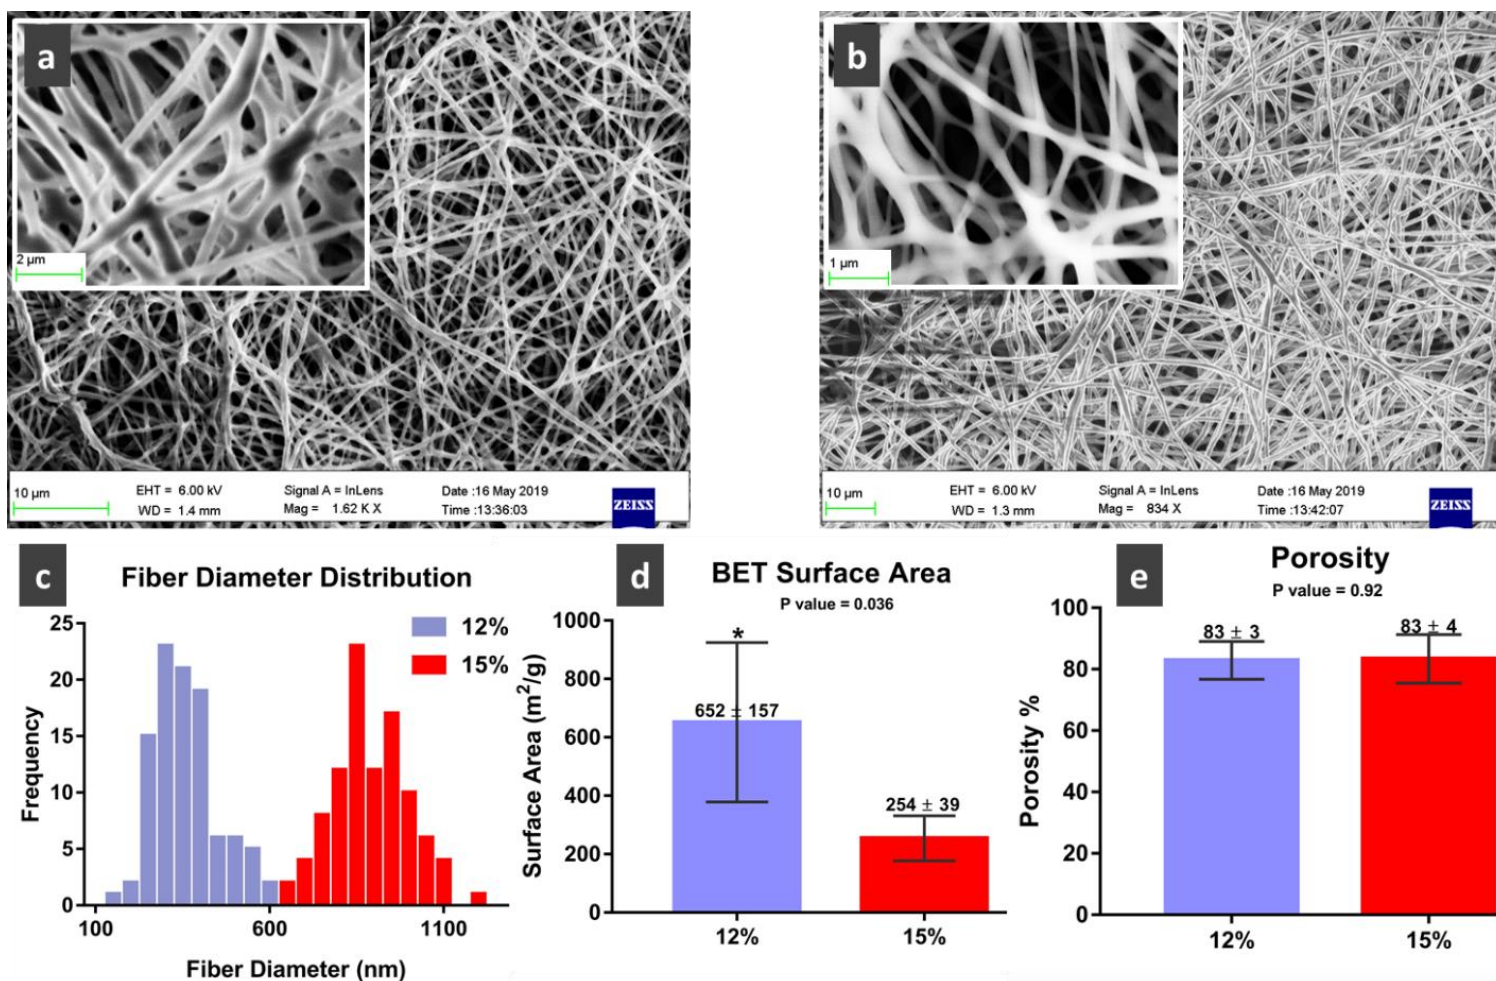 a
2 µm
10 µm
EHT = 6.00 kV
WD = 1.4 mm
Signal A = InLens
Mag = 1.62 K X
Date :16 May 2019
Time :13:36:03
ZEISS
b
1 µm
10 µm
EHT = 6.00 kV
WD = 1.3 mm
Signal A = InLens
Mag = 834 X
Date :16 May 2019
Time :13:42:07
ZEISS
c
Fiber Diameter Distribution
12%
15%
25
20
15
10
5
0
Frequency
100 600 1100
Fiber Diameter (nm)
d
BET Surface Area
P value = 0.036
1000
800
600
400
200
0
Surface Area (m²/g)
*
652 ± 157
254 ± 39
12% 15%
e
Porosity
P value = 0.92
100
80
60
40
20
0
Porosity %
83 ± 3
83 ± 4
12% 15%